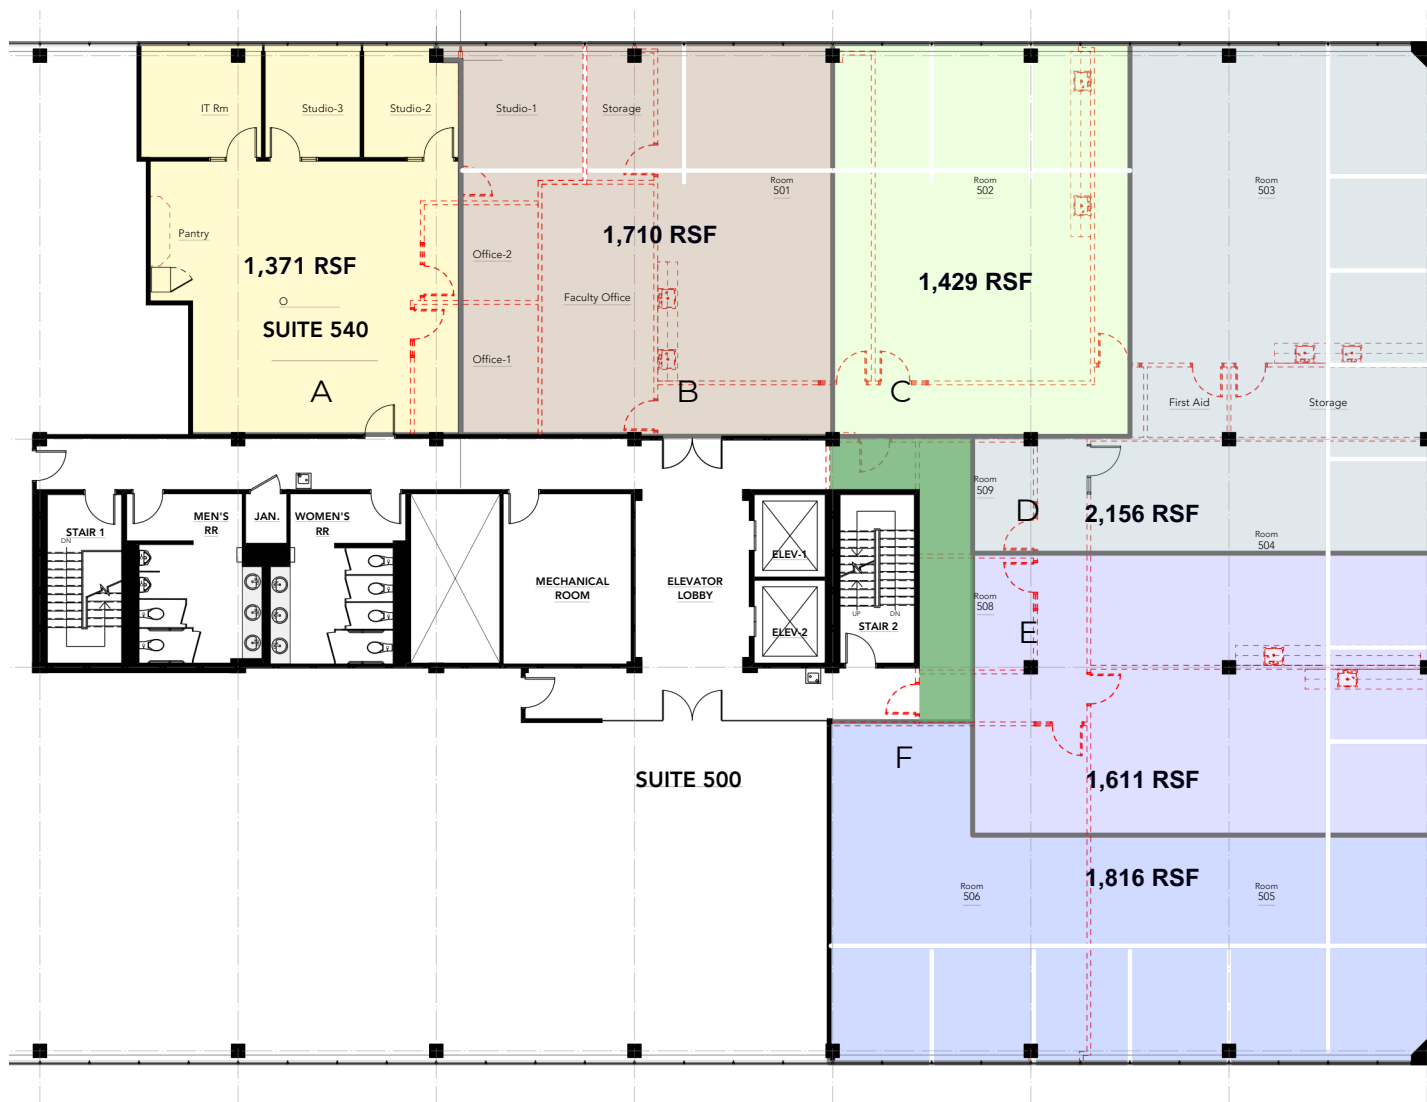 IT Rm
Studio-3
Studio-2
Studio-1
Storage
Room
501
Room
502
Room
503
Pantry
1,371 RSF
SUITE 540
A
Office-2
1,710 RSF
Faculty Office
Office-1
B
1,429 RSF
C
First Aid
Storage
STAIR 1
DN
MEN'S
RR
JAN.
WOMEN'S
RR
MECHANICAL
ROOM
ELEVATOR
LOBBY
ELEV-1
ELEV-2
UP
DN
STAIR 2
Room
509
D
2,156 RSF
Room
504
Room
508
E
SUITE 500
F
1,611 RSF
1,816 RSF
Room
506
Room
505